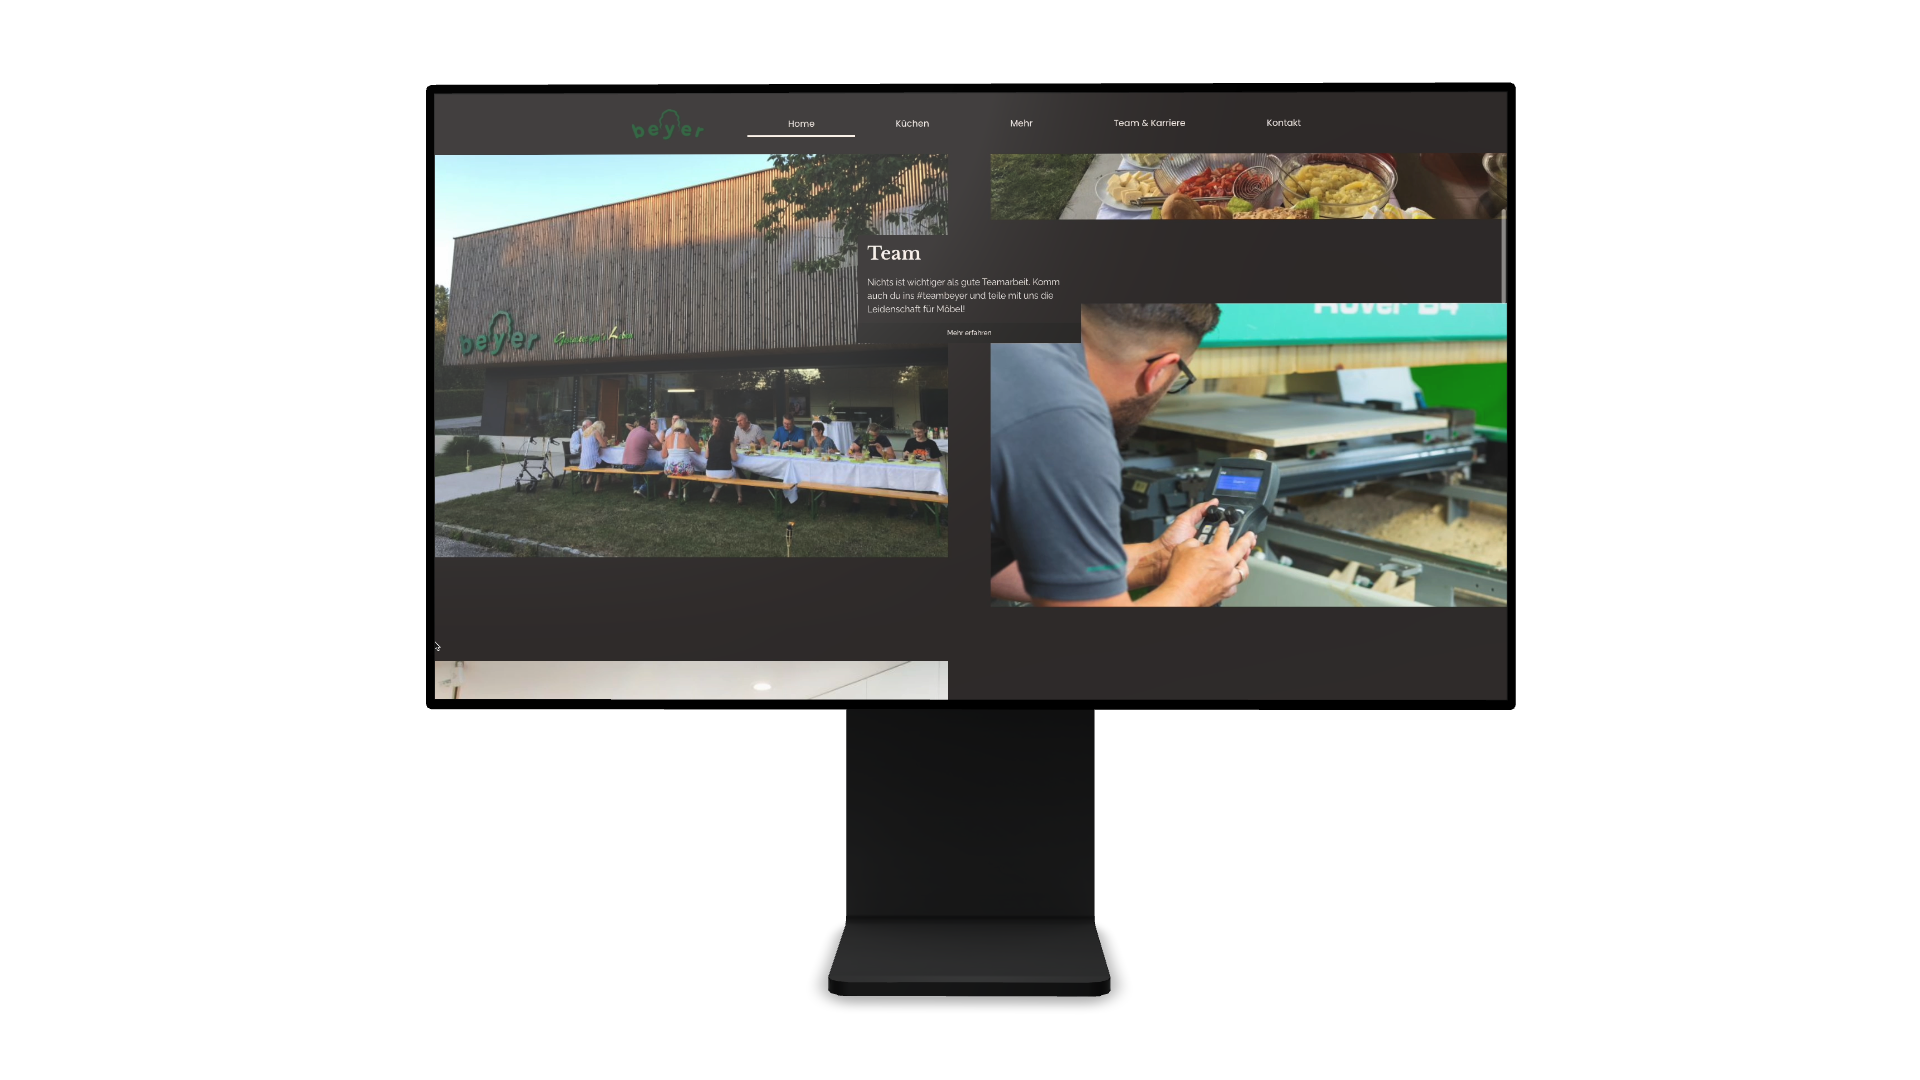 beyer
Home
Küchen
Mehr
Team & Karriere
Kontakt
Team
Nichts ist wichtiger als gute Teamarbeit. Komm
auch du ins #teambeyer und teile mit uns die
Leidenschaft für Möbel!
Mehr erfahren
beyer